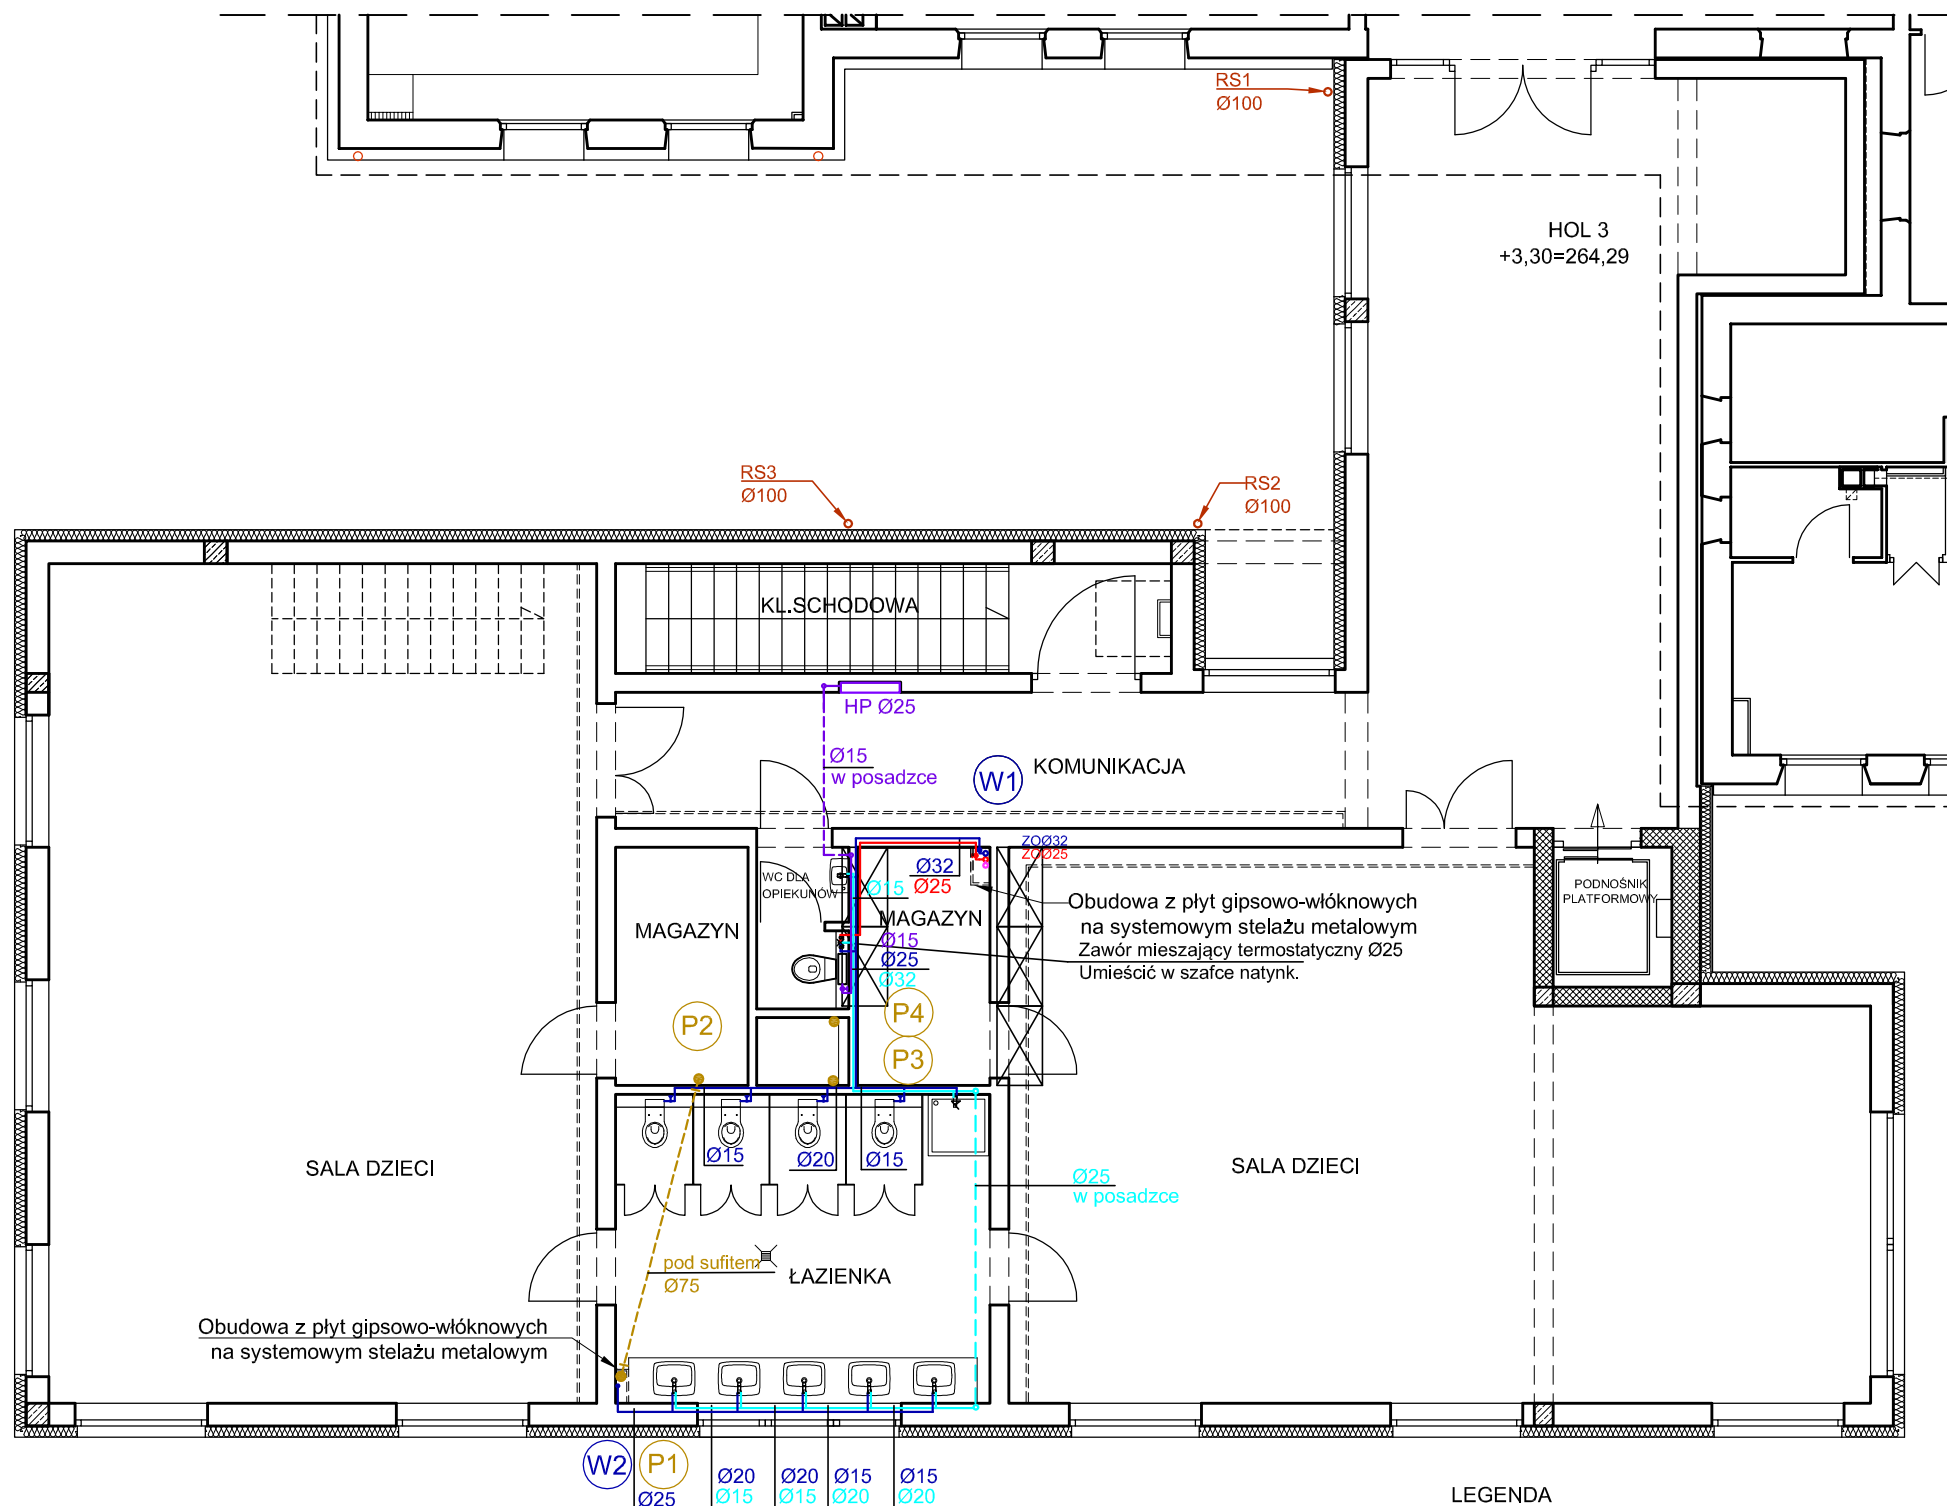 RS1
Ø100
HOL 3
+3,30=264,29
RS3
Ø100
RS2
Ø100
KL.SCHODOWA
HP Ø25
Ø15
w posadzce
W1
KOMUNIKACJA
ZOØ32
ZOØ25
Ø32
Ø25
WC DLA
OPIEKUNÓW
Ø15
MAGAZYN
MAGAZYN
Obudowa z płyt gipsowo-włóknowych
na systemowym stelażu metalowym
Zawór mieszający termostatyczny Ø25
Umieścić w szafce natynk.
PODNOŚNIK
PLATFORMOWY
Ø15
Ø25
Ø32
P2
P4
P3
Ø15
Ø20
Ø15
SALA DZIECI
SALA DZIECI
Ø25
w posadzce
pod sufitem
Ø75
ŁAZIENKA
Obudowa z płyt gipsowo-włóknowych
na systemowym stelażu metalowym
W2
P1
Ø25
Ø20
Ø15
Ø20
Ø15
Ø15
Ø20
Ø15
Ø20
LEGENDA